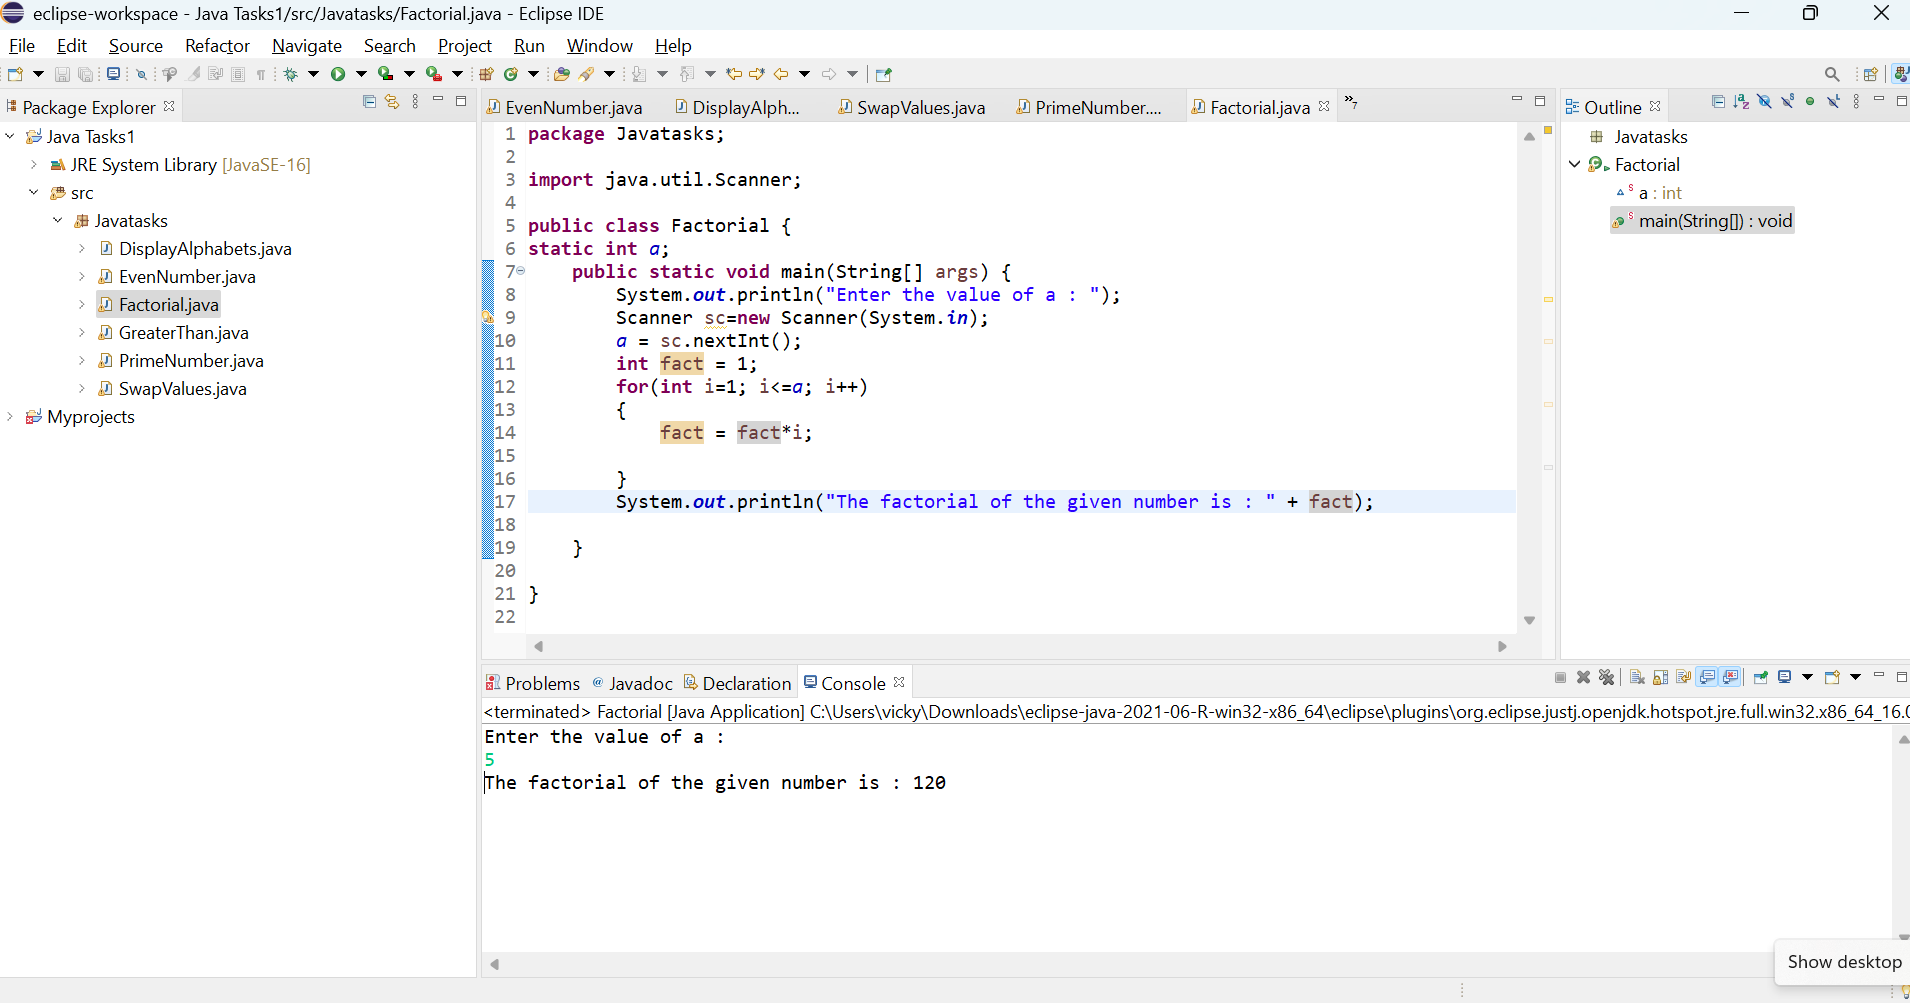 eclipse-workspace - Java Tasks1/src/Javatasks/Factorial.java - Eclipse IDE
File Edit Source Refactor Navigate Search Project Run Window Help
Package Explorer
Java Tasks1
JRE System Library [JavaSE-16]
src
Javatasks
DisplayAlphabets.java
EvenNumber.java
Factorial.java
GreaterThan.java
PrimeNumber.java
SwapValues.java
Myprojects
EvenNumber.java DisplayAlph... SwapValues.java PrimeNumber.... Factorial.java »7
1 package Javatasks;
2
3 import java.util.Scanner;
4
5 public class Factorial {
6 static int a;
7 public static void main(String[] args) {
8 System.out.println("Enter the value of a : ");
9 Scanner sc=new Scanner(System.in);
10 a = sc.nextInt();
11 int fact = 1;
12 for(int i=1; i<=a; i++)
13 {
14 fact = fact*i;
15
16 }
17 System.out.println("The factorial of the given number is : " + fact);
18
19 }
20
21 }
22
Outline
Javatasks
Factorial
a : int
main(String[]) : void
Problems @ Javadoc Declaration Console
<terminated> Factorial [Java Application] C:\Users\vicky\Downloads\eclipse-java-2021-06-R-win32-x86_64\eclipse\plugins\org.eclipse.justj.openjdk.hotspot.jre.full.win32.x86_64_16.0
Enter the value of a :
5
The factorial of the given number is : 120
Show desktop